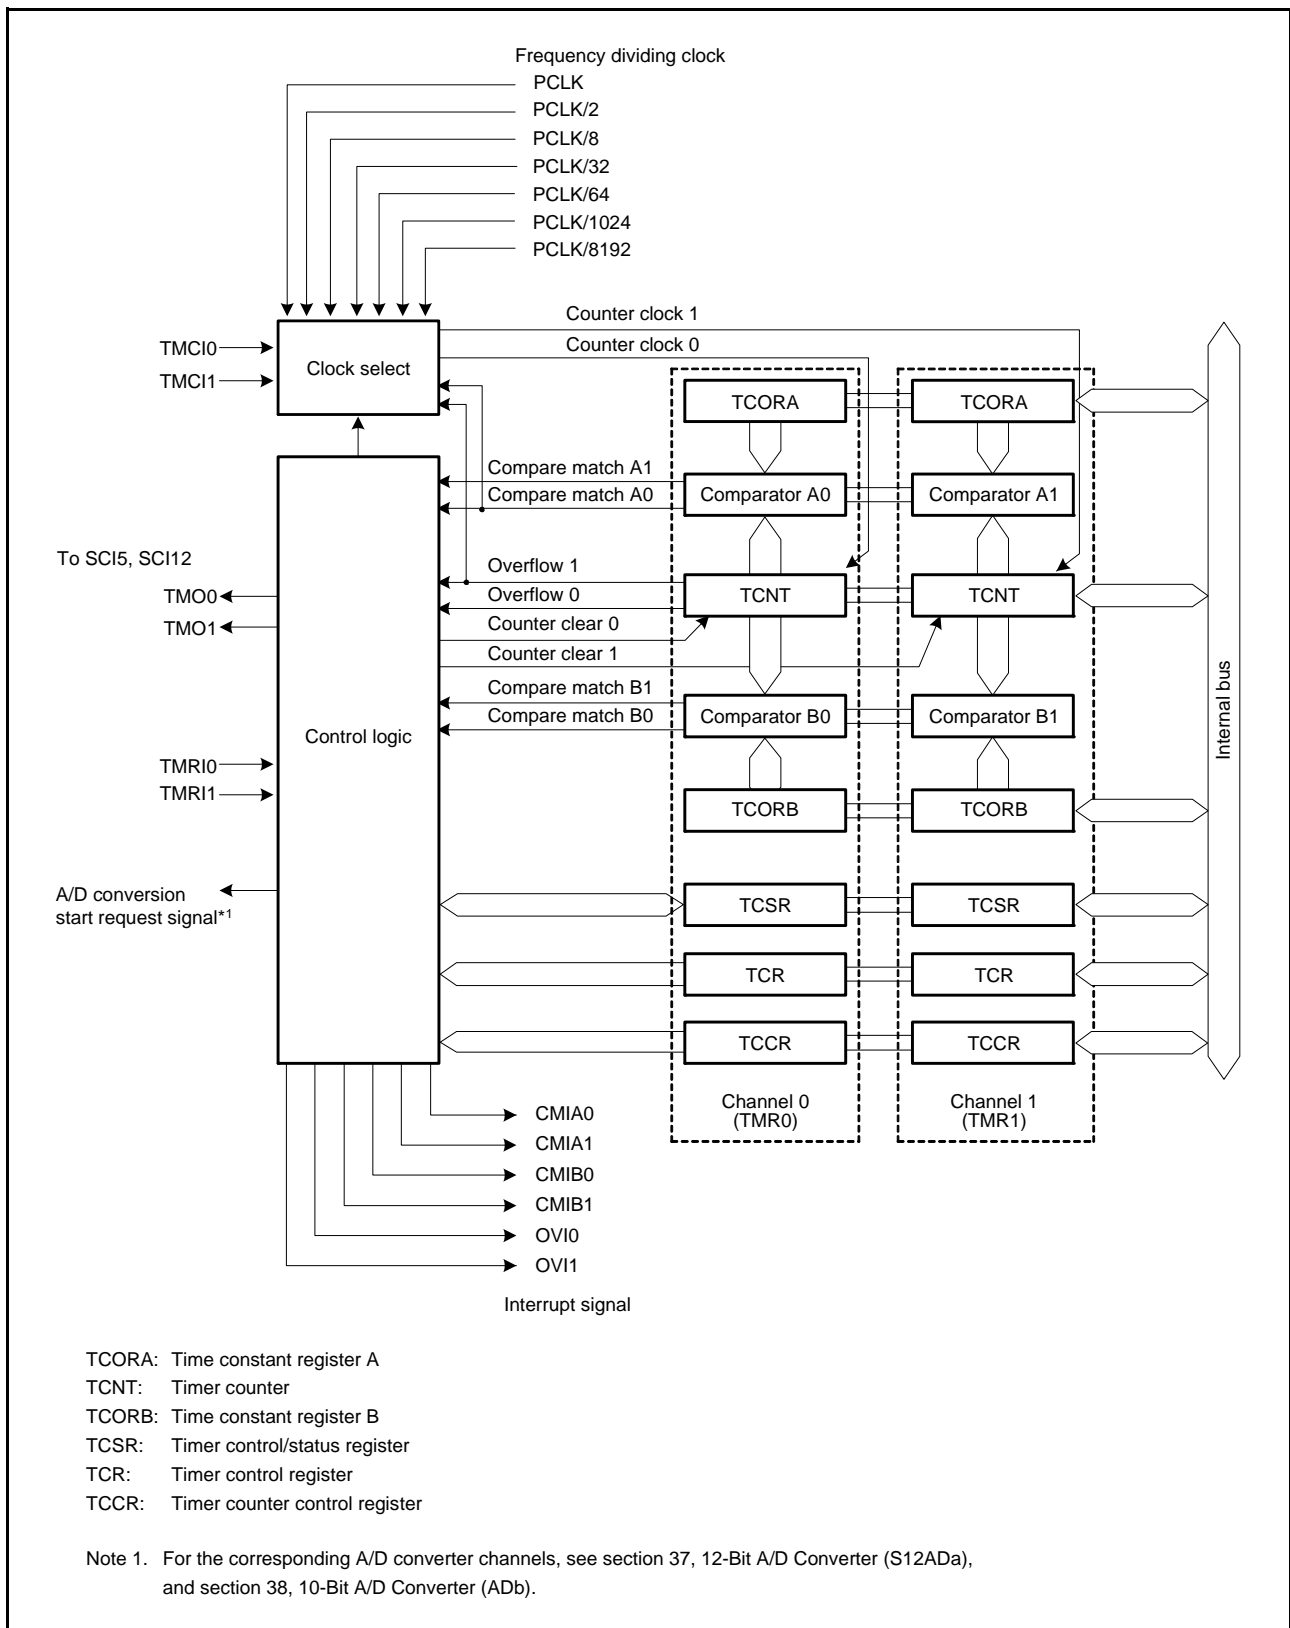 Frequency dividing clock
PCLK
PCLK/2
PCLK/8
PCLK/32
PCLK/64
PCLK/1024
PCLK/8192
Counter clock 1
Counter clock 0
TMCI0
TMCI1
Clock select
TCORA
TCORA
Compare match A1
Compare match A0
Comparator A0
Comparator A1
To SCI5, SCI12
TMO0
TMO1
Overflow 1
Overflow 0
Counter clear 0
Counter clear 1
TCNT
TCNT
Compare match B1
Compare match B0
Comparator B0
Comparator B1
Control logic
Internal bus
TMRI0
TMRI1
TCORB
TCORB
A/D conversion
start request signal*1
TCSR
TCSR
TCR
TCR
TCCR
TCCR
Channel 0
(TMR0)
Channel 1
(TMR1)
CMIA0
CMIA1
CMIB0
CMIB1
OVI0
OVI1
Interrupt signal
TCORA: Time constant register A
TCNT: Timer counter
TCORB: Time constant register B
TCSR: Timer control/status register
TCR: Timer control register
TCCR: Timer counter control register
Note 1. For the corresponding A/D converter channels, see section 37, 12-Bit A/D Converter (S12ADa),
and section 38, 10-Bit A/D Converter (ADb).